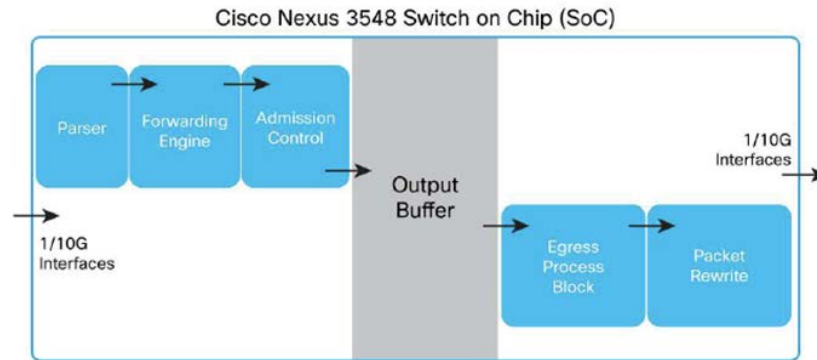 Cisco Nexus 3548 Switch on Chip (SoC)
Parser
Forwarding
Engine
Admission
Control
1/10G
Interfaces
Output
Buffer
Egress
Process
Block
Packet
Rewrite
1/10G
Interfaces